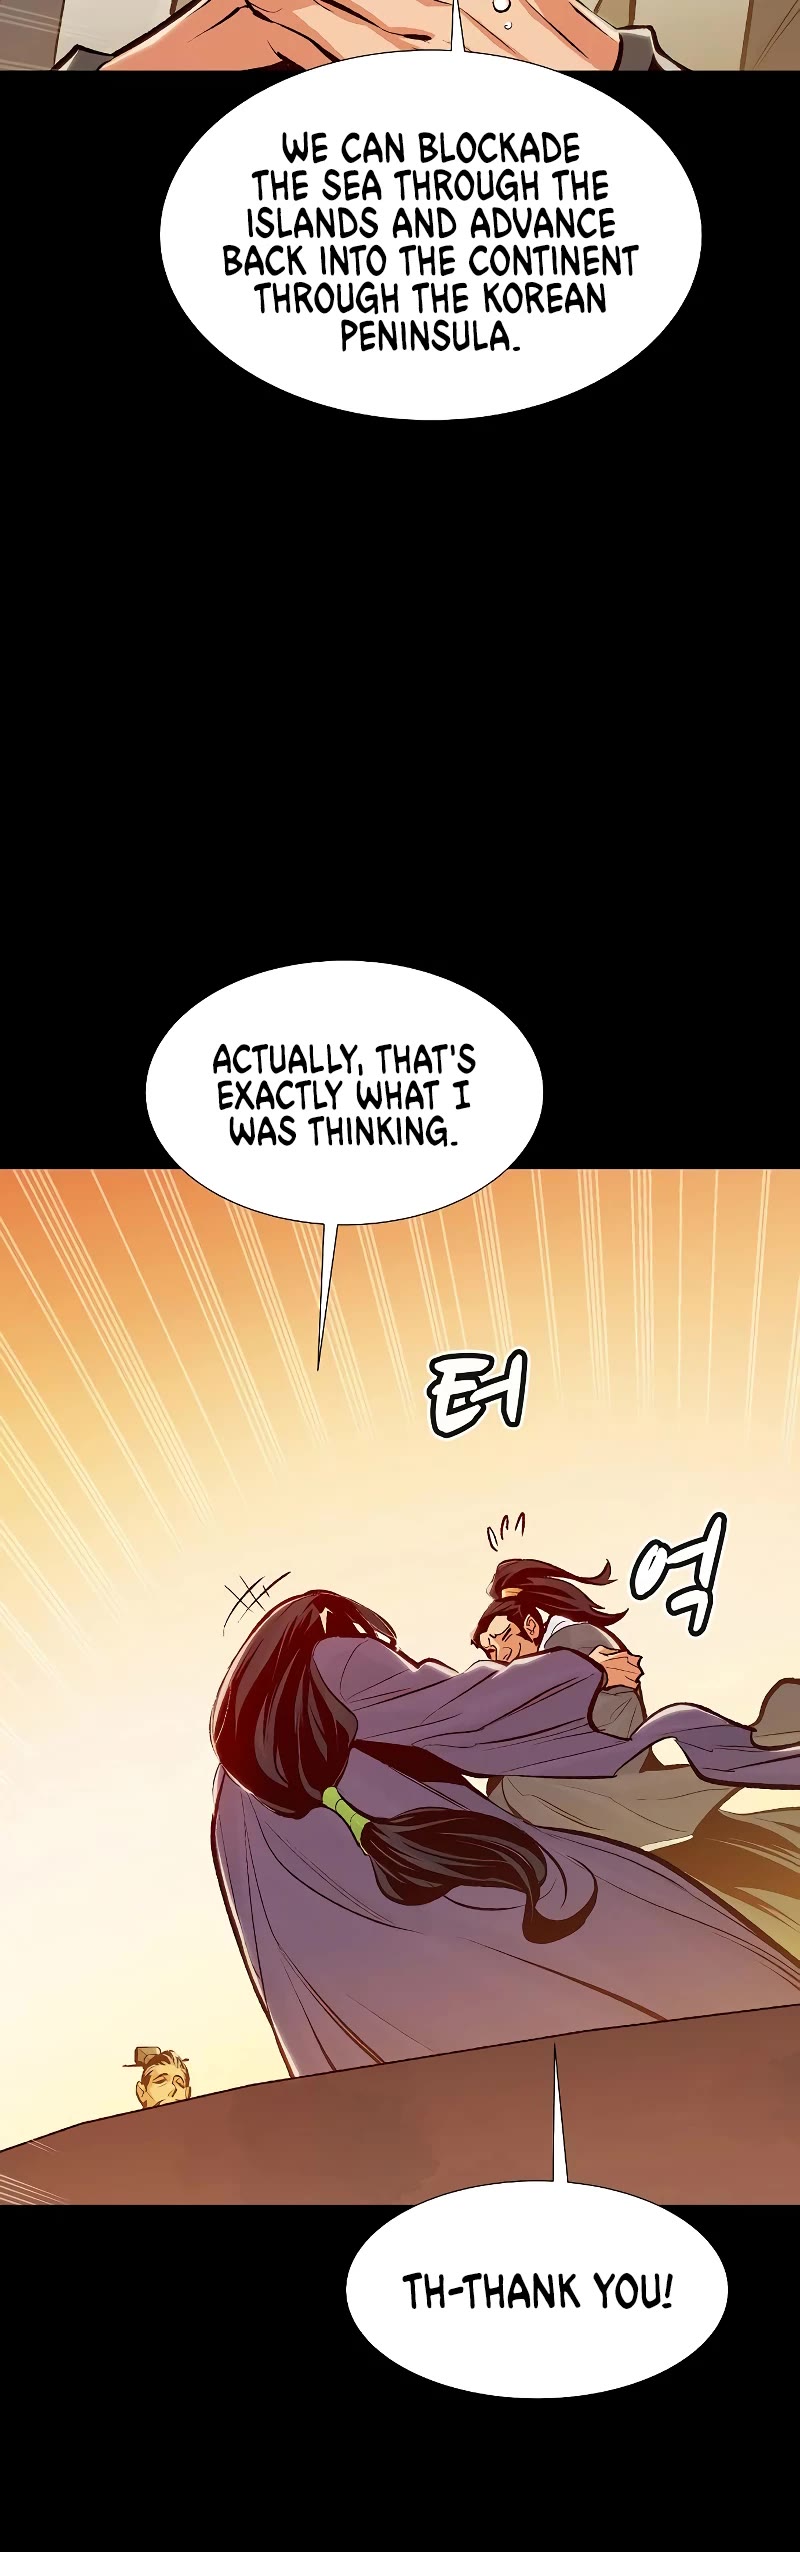 WE CAN BLOCKADE
THE SEA THROUGH THE
ISLANDS AND ADVANCE
BACK INTO THE CONTINENT
THROUGH THE KOREAN
PENINSULA.
ACTUALLY, THAT'S
EXACTLY WHAT I
WAS THINKING.
터
억
TH-THANK YOU!